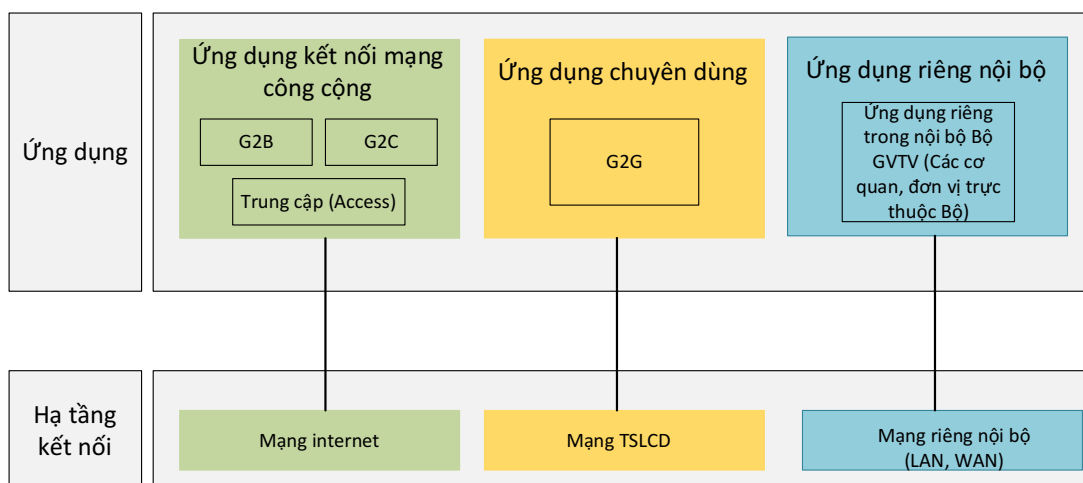 Ứng dụng
Ứng dụng kết nối mạng
công cộng
G2B
G2C
Trung cập (Access)
Ứng dụng chuyên dùng
G2G
Ứng dụng riêng nội bộ
Ứng dụng riêng
trong nội bộ Bộ
GVTV (Các cơ
quan, đơn vị trực
thuộc Bộ)
Hạ tầng
kết nối
Mạng internet
Mạng TSLCD
Mạng riêng nội bộ
(LAN, WAN)